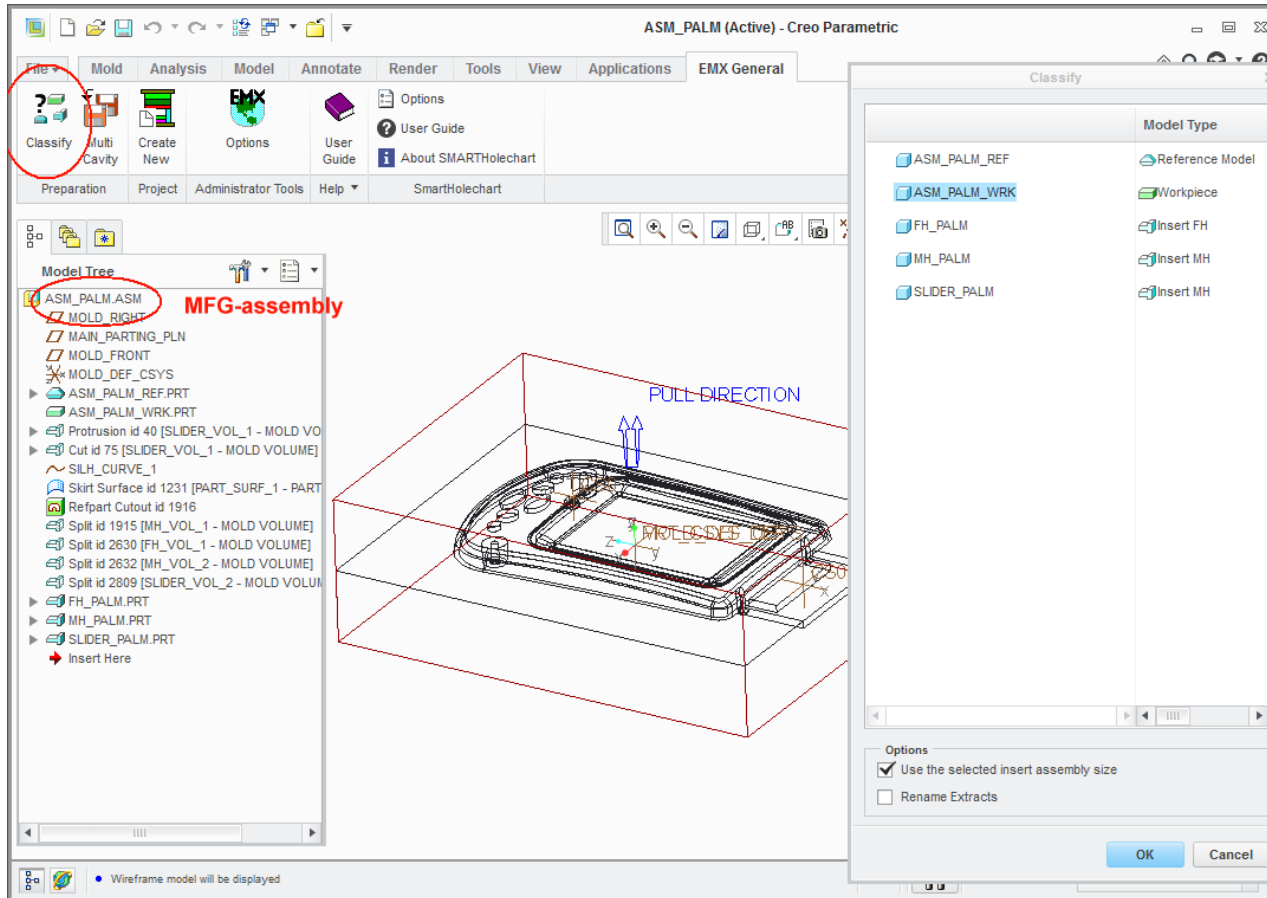 ASM_PALM (Active) - Creo Parametric
File Mold Analysis Model Annotate Render Tools View Applications EMX General
Classify
Multi Cavity
Create New
EMX
Options
User Guide
Options
User Guide
About SMARTHolechart
Preparation Project Administrator Tools Help SmartHolechart
Model Tree
ASM_PALM.ASM
MFG-assembly
MOLD_RIGHT
MAIN_PARTING_PLN
MOLD_FRONT
MOLD_DEF_CSYS
ASM_PALM_REF.PRT
ASM_PALM_WRK.PRT
Protrusion id 40 [SLIDER_VOL_1 - MOLD VO
Cut id 75 [SLIDER_VOL_1 - MOLD VOLUME]
SILH_CURVE_1
Skirt Surface id 1231 [PART_SURF_1 - PART
Refpart Cutout id 1916
Split id 1915 [MH_VOL_1 - MOLD VOLUME]
Split id 2630 [FH_VOL_1 - MOLD VOLUME]
Split id 2632 [MH_VOL_2 - MOLD VOLUME]
Split id 2809 [SLIDER_VOL_2 - MOLD VOLUM
FH_PALM.PRT
MH_PALM.PRT
SLIDER_PALM.PRT
Insert Here
PULL DIRECTION
Z
Y
X
Wireframe model will be displayed
Classify
Model Type
ASM_PALM_REF Reference Model
ASM_PALM_WRK Workpiece
FH_PALM Insert FH
MH_PALM Insert MH
SLIDER_PALM Insert MH
Options
Use the selected insert assembly size
Rename Extracts
OK Cancel